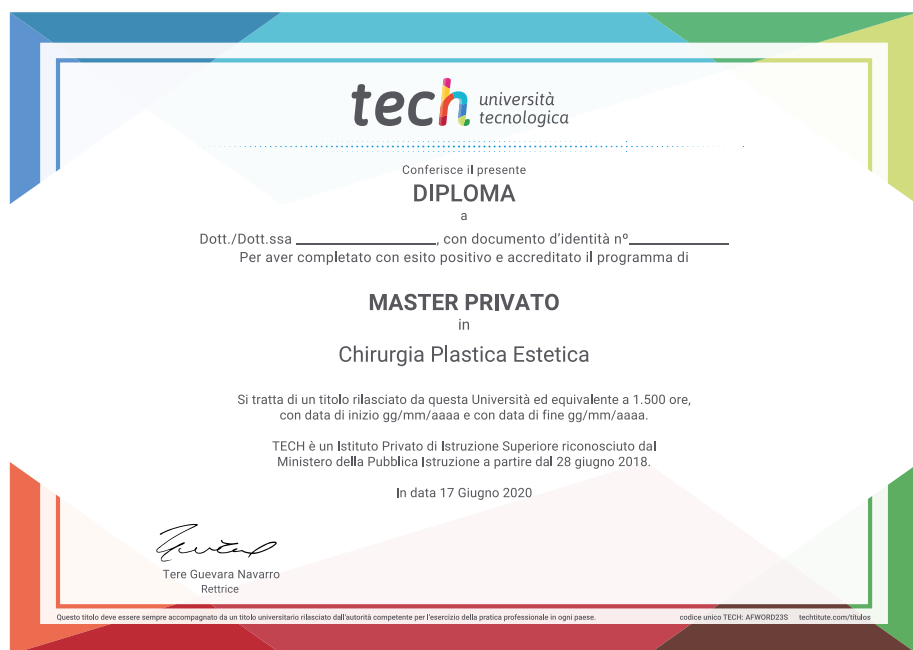 tech università
tecnologica
Conferisce il presente
DIPLOMA
a
Dott./Dott.ssa ____________________, con documento d'identità nº______________
Per aver completato con esito positivo e accreditato il programma di
MASTER PRIVATO
in
Chirurgia Plastica Estetica
Si tratta di un titolo rilasciato da questa Università ed equivalente a 1.500 ore,
con data di inizio gg/mm/aaaa e con data di fine gg/mm/aaaa.
TECH è un Istituto Privato di Istruzione Superiore riconosciuto dal
Ministero della Pubblica Istruzione a partire dal 28 giugno 2018.
In data 17 Giugno 2020
Tere Guevara Navarro
Rettrice
Questo titolo deve essere sempre accompagnato da un titolo universitario rilasciato dall'autorità competente per l'esercizio della pratica professionale in ogni paese.
codice unico TECH: AFWORD23S techtitute.com/titulos